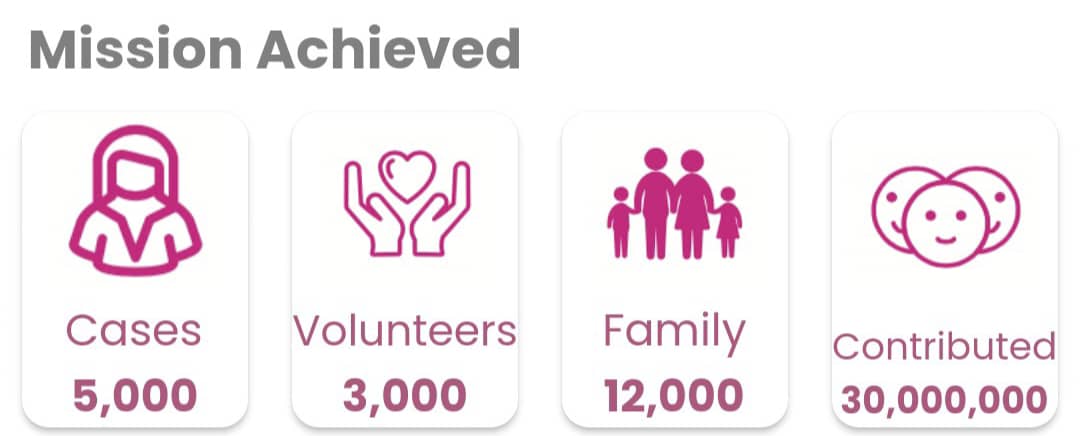 Mission Achieved
Cases
5,000
Volunteers
3,000
Family
12,000
Contributed
30,000,000